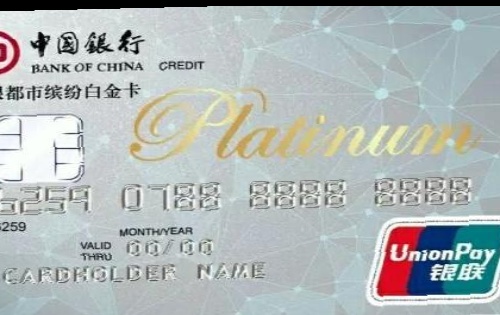 中国银行
BANK OF CHINA CREDIT
银都市缤纷白金卡
Platinum
6259 0788 8888 8888
6259
MONTH/YEAR
VALID THRU 00/00
CARDHOLDER NAME
UnionPay
银联